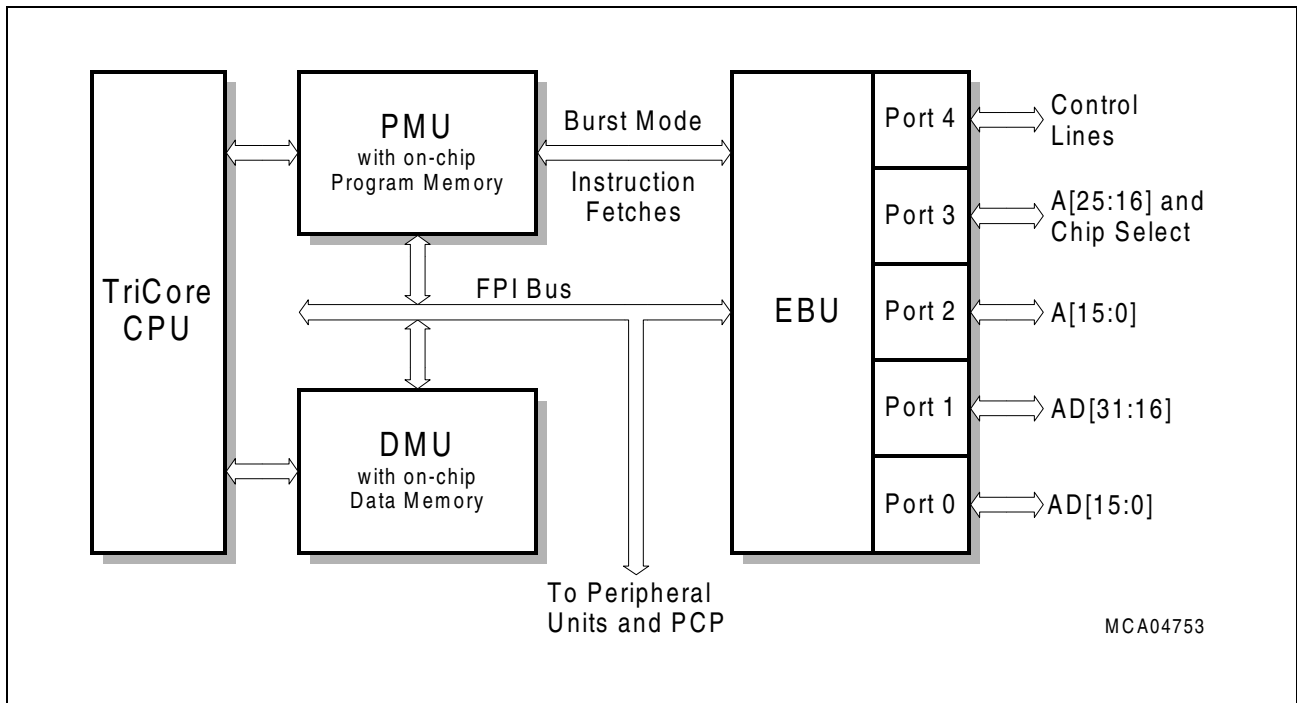 TriCore
CPU
PMU
with on-chip
Program Memory
Burst Mode
Instruction
Fetches
FPI Bus
DMU
with on-chip
Data Memory
To Peripheral
Units and PCP
EBU
Port 4
Control
Lines
Port 3
A[25:16] and
Chip Select
Port 2
A[15:0]
Port 1
AD[31:16]
Port 0
AD[15:0]
MCA04753